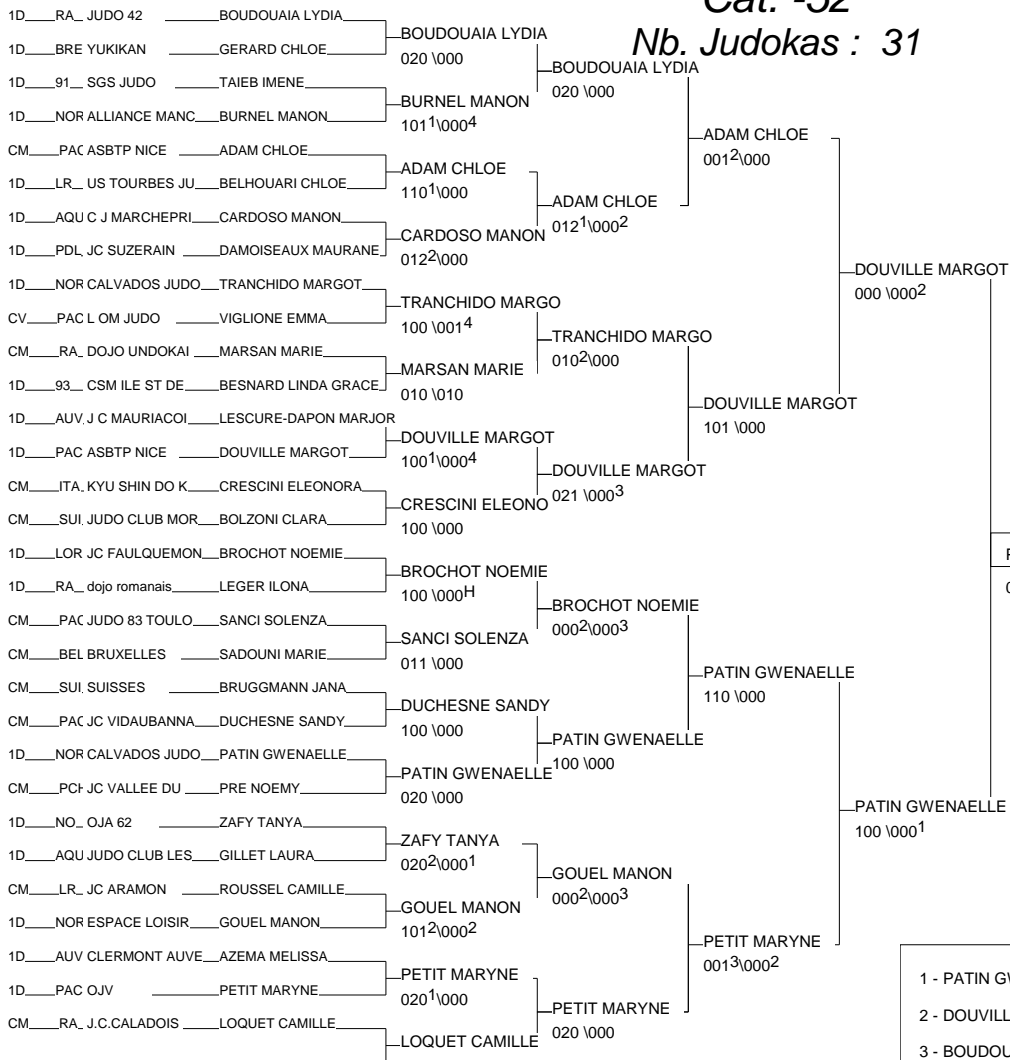 Cat. -52
Nb. Judokas : 31
1D RA_ JUDO 42 BOUDOUAIA LYDIA
1D BRE YUKIKAN GERARD CHLOE
1D 91_ SGS JUDO TAIEB IMENE
1D NOR ALLIANCE MANC BURNEL MANON
CM PAC ASBTP NICE ADAM CHLOE
1D LR_ US TOURBES JU BELHOUARI CHLOE
1D AQU C J MARCHEPRI CARDOSO MANON
1D PDL JC SUZERAIN DAMOISEAUX MAURANE
1D NOR CALVADOS JUDO TRANCHIDO MARGOT
CV PAC L OM JUDO VIGLIONE EMMA
CM RA_ DOJO UNDOKAI MARSAN MARIE
1D 93_ CSM ILE ST DE BESNARD LINDA GRACE
1D AUV J C MAURIACOI LESCURE-DAPON MARJOR
1D PAC ASBTP NICE DOUVILLE MARGOT
CM ITA KYU SHIN DO K CRESCINI ELEONORA
CM SUI JUDO CLUB MOR BOLZONI CLARA
1D LOR JC FAULQUEMON BROCHOT NOEMIE
1D RA_ dojo romanais LEGER ILONA
CM PAC JUDO 83 TOULO SANCI SOLENZA
CM BEL BRUXELLES SADOUNI MARIE
CM SUI SUISSES BRUGGMANN JANA
CM PAC JC VIDAUBANNA DUCHESNE SANDY
1D NOR CALVADOS JUDO PATIN GWENAELLE
CM PCH JC VALLEE DU PRE NOEMY
1D NO_ OJA 62 ZAFY TANYA
1D AQU JUDO CLUB LES GILLET LAURA
CM LR_ JC ARAMON ROUSSEL CAMILLE
1D NOR ESPACE LOISIR GOUEL MANON
1D AUV CLERMONT AUVE AZEMA MELISSA
1D PAC OJV PETIT MARYNE
CM RA_ J.C.CALADOIS LOQUET CAMILLE
BOUDOUAIA LYDIA
020 \000
BURNEL MANON
101¹\000⁴
ADAM CHLOE
110¹\000
CARDOSO MANON
012²\000
TRANCHIDO MARGO
100 \001⁴
MARSAN MARIE
010 \010
DOUVILLE MARGOT
100¹\000⁴
CRESCINI ELEONO
100 \000
BROCHOT NOEMIE
100 \000ᴴ
SANCI SOLENZA
011 \000
DUCHESNE SANDY
100 \000
PATIN GWENAELLE
020 \000
ZAFY TANYA
020²\000¹
GOUEL MANON
101²\000²
PETIT MARYNE
020¹\000
LOQUET CAMILLE
BOUDOUAIA LYDIA
020 \000
ADAM CHLOE
012¹\000²
TRANCHIDO MARGO
010²\000
DOUVILLE MARGOT
021 \000³
BROCHOT NOEMIE
000²\000³
PATIN GWENAELLE
100 \000
GOUEL MANON
000²\000³
PETIT MARYNE
020 \000
ADAM CHLOE
001²\000
DOUVILLE MARGOT
101 \000
PATIN GWENAELLE
110 \000
PETIT MARYNE
001³\000²
DOUVILLE MARGOT
000 \000²
PATIN GWENAELLE
100 \000¹
1 - PATIN G
2 - DOUVILL
3 - BOUDOU